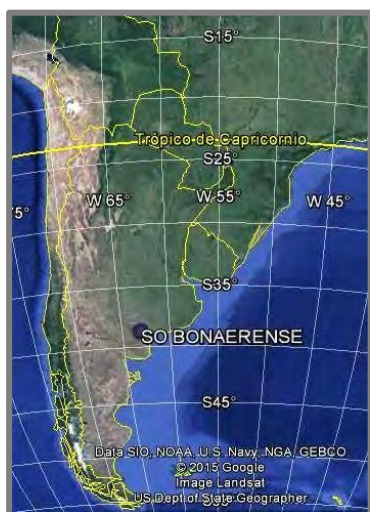 S15°
Trópico de Capricornio
S25°
75°
W 65°
W 55°
W 45°
S35°
SO BONAERENSE
S45°
Data SIO, NOAA, U.S. Navy, NGA, GEBCO
© 2015 Google
Image Landsat
US Dept of State Geographer